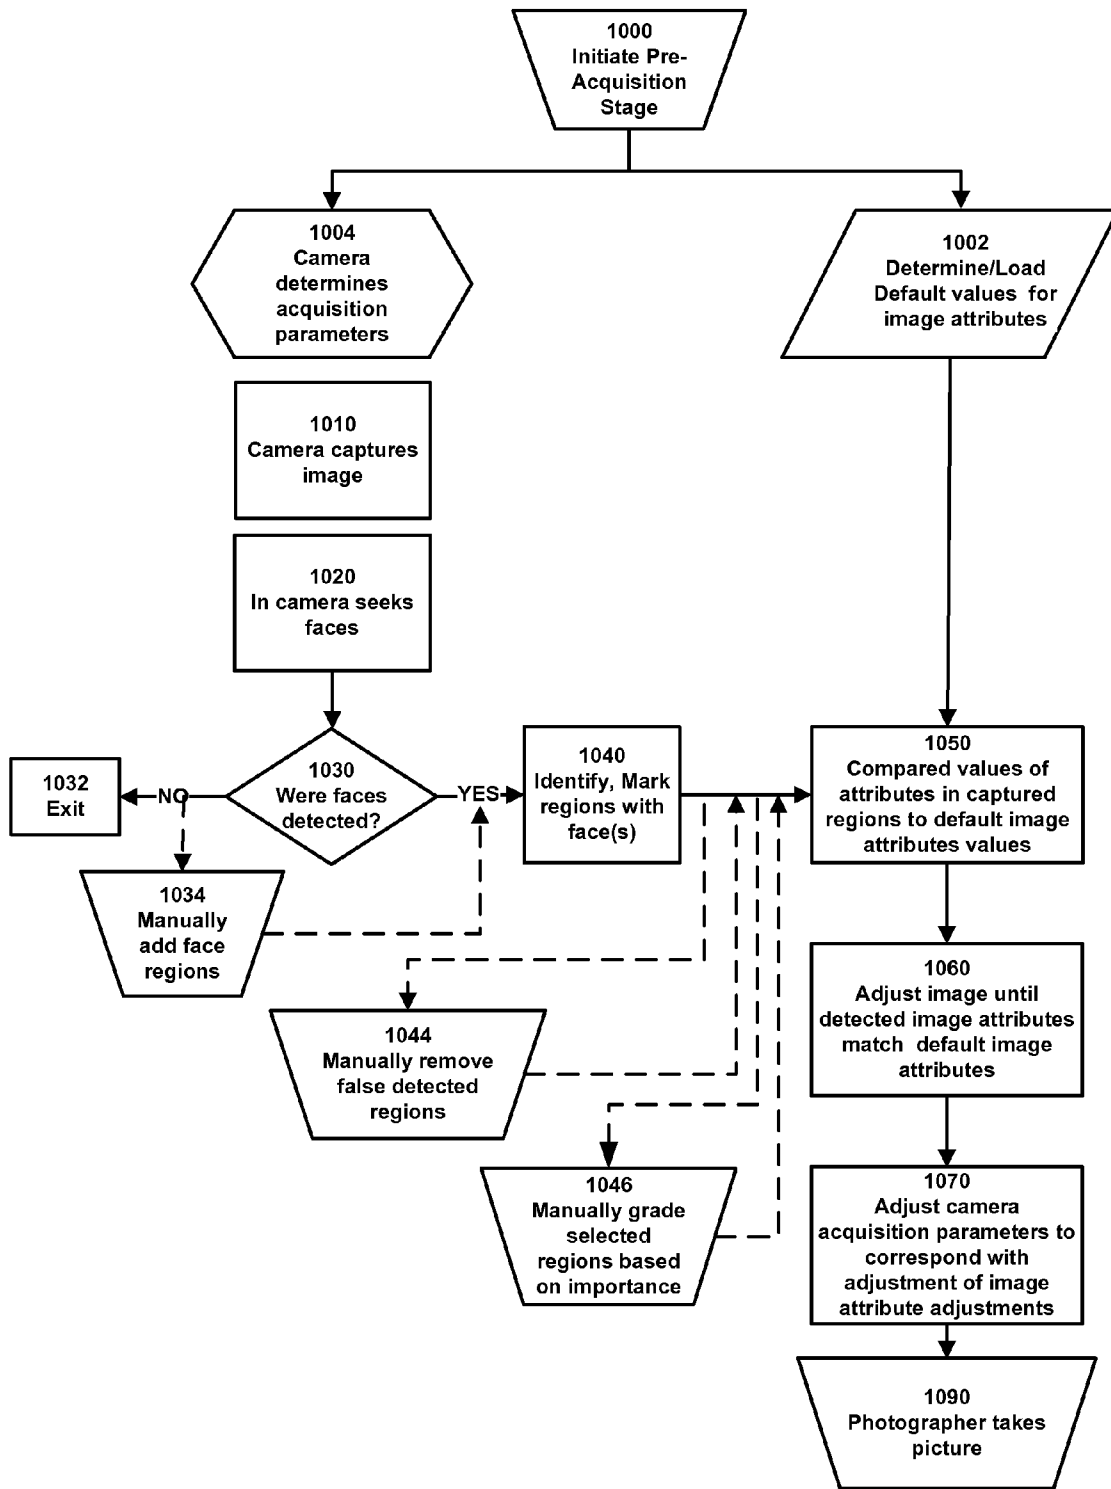 1000
Initiate Pre-
Acquisition
Stage
1004
Camera
determines
acquisition
parameters
1002
Determine/Load
Default values for
image attributes
1010
Camera captures
image
1020
In camera seeks
faces
1030
Were faces
detected?
NO
YES
1032
Exit
1034
Manually
add face
regions
1040
Identify, Mark
regions with
face(s)
1044
Manually remove
false detected
regions
1046
Manually grade
selected
regions based
on importance
1050
Compared values of
attributes in captured
regions to default image
attributes values
1060
Adjust image until
detected image attributes
match default image
attributes
1070
Adjust camera
acquisition parameters to
correspond with
adjustment of image
attribute adjustments
1090
Photographer takes
picture